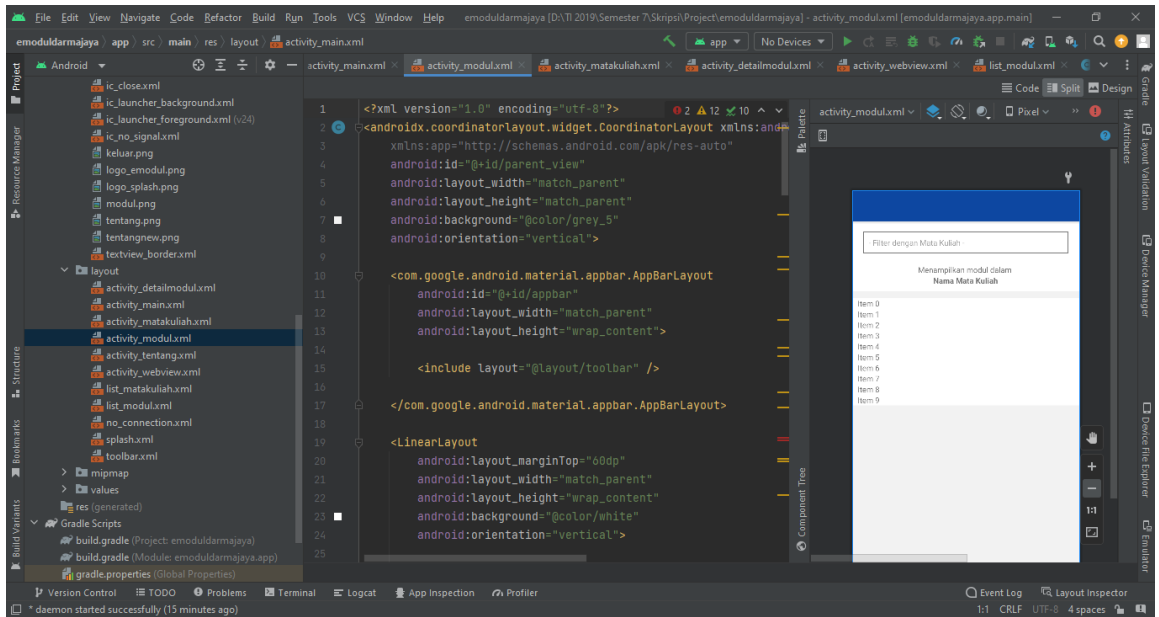 File Edit View Navigate Code Refactor Build Run Tools VCS Window Help emoduldarmajaya [D:\TI 2019\Semester 7\Skripsi\Project\emoduldarmajaya] - activity_modul.xml [emoduldarmajaya.app.main]
emoduldarmajaya app src main res layout activity_main.xml
app No Devices
Android
activity_main.xml activity_modul.xml activity_matakuliah.xml activity_detailmodul.xml activity_webview.xml list_modul.xml
Code Split Design
Project
Resource Manager
Structure
Bookmarks
Build Variants
ic_close.xml
ic_launcher_background.xml
ic_launcher_foreground.xml (v24)
ic_no_signal.xml
keluar.png
logo_emodul.png
logo_splash.png
modul.png
tentang.png
tentangnew.png
textview_border.xml
layout
activity_detailmodul.xml
activity_main.xml
activity_matakuliah.xml
activity_modul.xml
activity_tentang.xml
activity_webview.xml
list_matakuliah.xml
list_modul.xml
no_connection.xml
splash.xml
toolbar.xml
mipmap
values
res (generated)
Gradle Scripts
build.gradle (Project: emoduldarmajaya)
build.gradle (Module: emoduldarmajaya.app)
gradle.properties (Global Properties)
2 12 10
1 <?xml version="1.0" encoding="utf-8"?>
2 <androidx.coordinatorlayout.widget.CoordinatorLayout xmlns:and
3 xmlns:app="http://schemas.android.com/apk/res-auto"
4 android:id="@+id/parent_view"
5 android:layout_width="match_parent"
6 android:layout_height="match_parent"
7 android:background="@color/grey_5"
8 android:orientation="vertical">
9
10 <com.google.android.material.appbar.AppBarLayout
11 android:id="@+id/appbar"
12 android:layout_width="match_parent"
13 android:layout_height="wrap_content">
14
15 <include layout="@layout/toolbar" />
16
17 </com.google.android.material.appbar.AppBarLayout>
18
19 <LinearLayout
20 android:layout_marginTop="60dp"
21 android:layout_width="match_parent"
22 android:layout_height="wrap_content"
23 android:background="@color/white"
24 android:orientation="vertical">
25
Palette
Component Tree
activity_modul.xml Pixel
Filter dengan Mata Kuliah
Menampilkan modul dalam
Nama Mata Kuliah
Item 0
Item 1
Item 2
Item 3
Item 4
Item 5
Item 6
Item 7
Item 8
Item 9
1:1
Attributes
Gradle
Layout Validation
Device Manager
Device File Explorer
Emulator
Version Control TODO Problems Terminal Logcat App Inspection Profiler Event Log Layout Inspector
* daemon started successfully (15 minutes ago) 1:1 CRLF UTF-8 4 spaces